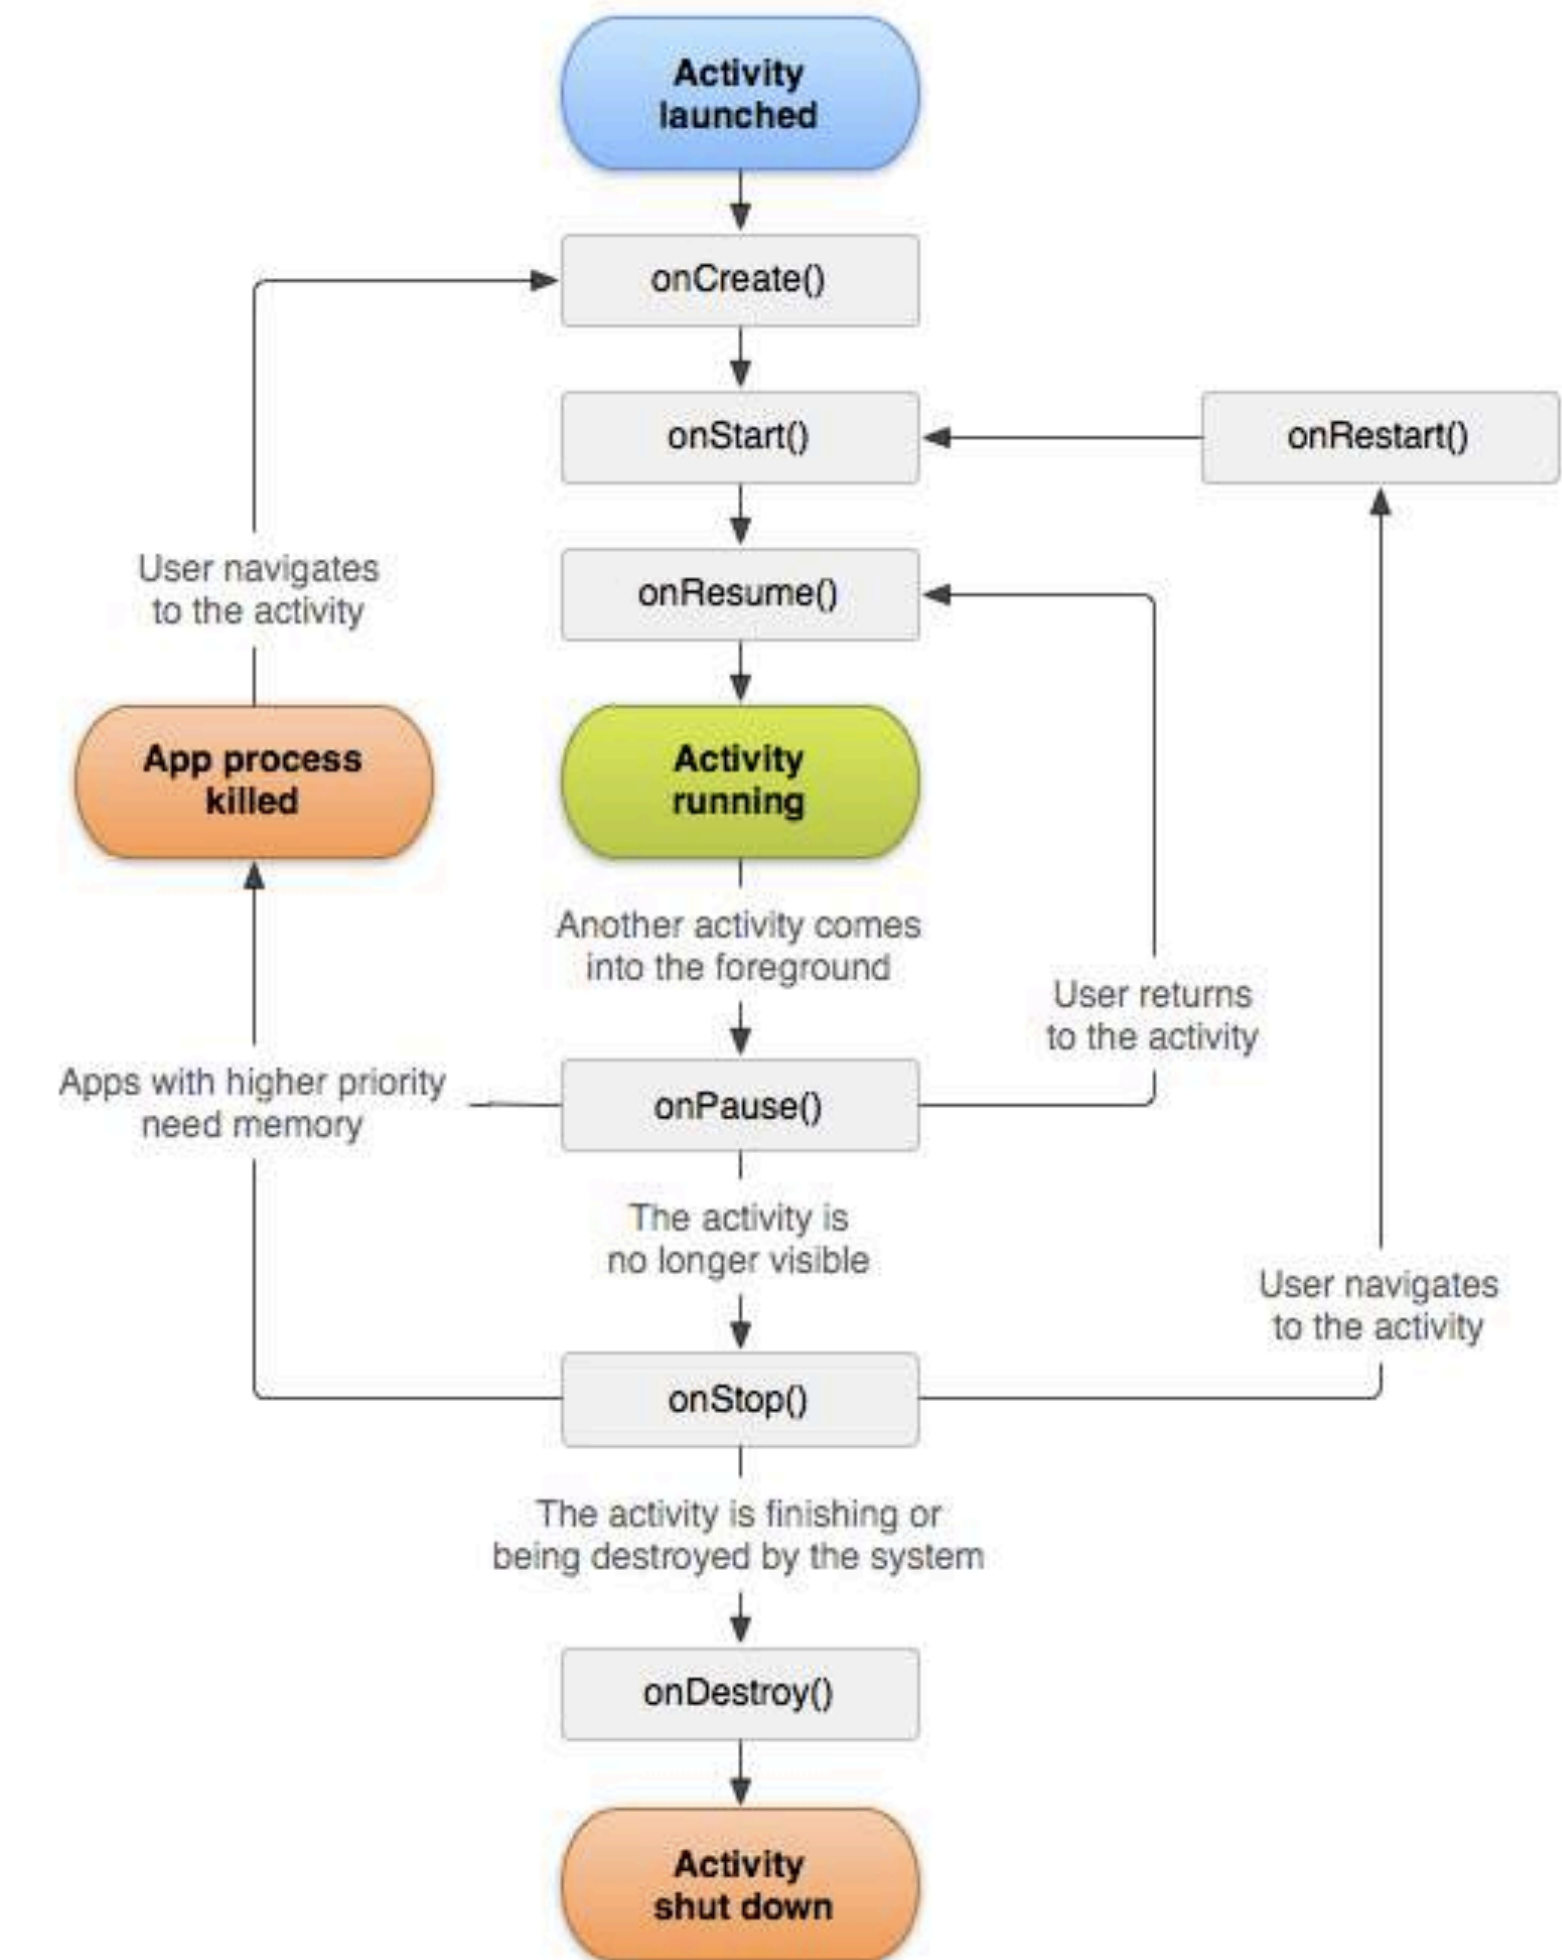 Activity
launched
onCreate()
onStart()
onRestart()
User navigates
to the activity
onResume()
App process
killed
Activity
running
Another activity comes
into the foreground
User returns
to the activity
Apps with higher priority
need memory
onPause()
The activity is
no longer visible
User navigates
to the activity
onStop()
The activity is finishing or
being destroyed by the system
onDestroy()
Activity
shut down